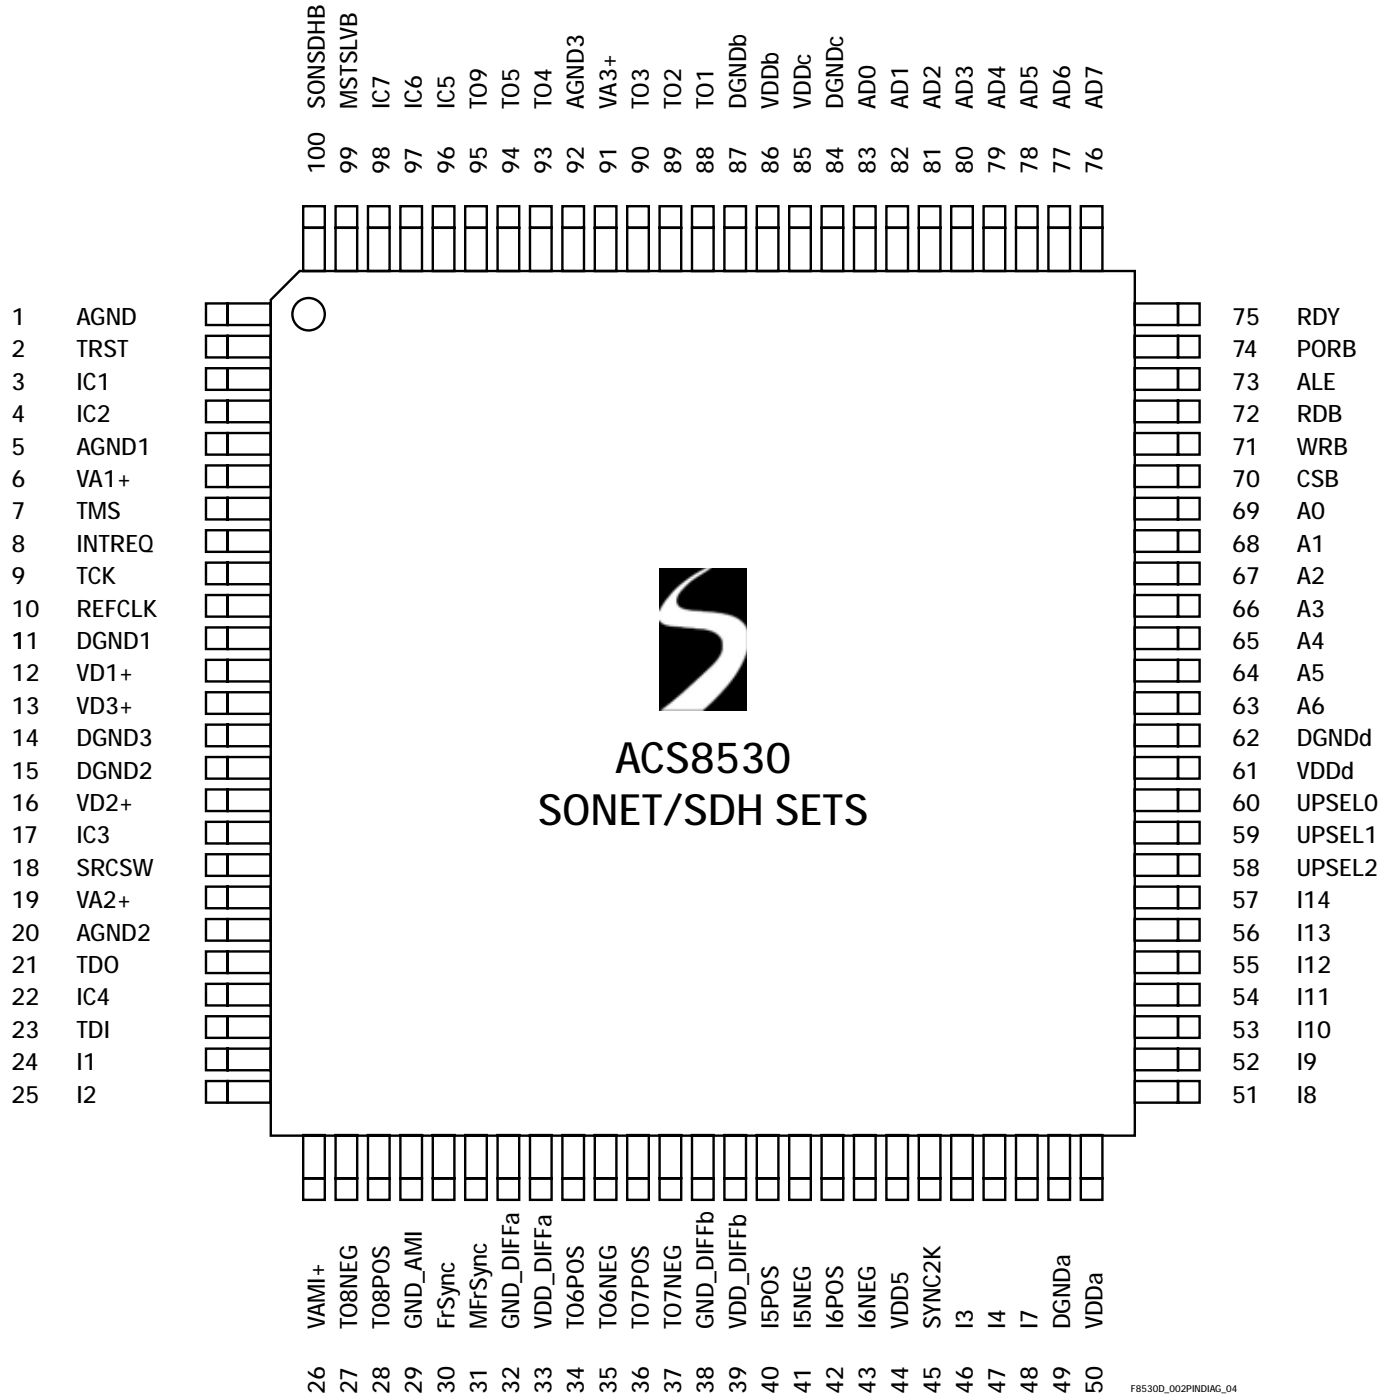 SONSDHB MSTSLVB IC7 IC6 IC5 TO9 TO5 TO4 AGND3 VA3+ TO3 TO2 TO1 DGNDb VDDb VDDc DGNDc AD0 AD1 AD2 AD3 AD4 AD5 AD6 AD7
100 99 98 97 96 95 94 93 92 91 90 89 88 87 86 85 84 83 82 81 80 79 78 77 76
1 AGND 75 RDY
2 TRST 74 PORB
3 IC1 73 ALE
4 IC2 72 RDB
5 AGND1 71 WRB
6 VA1+ 70 CSB
7 TMS 69 A0
8 INTREQ 68 A1
9 TCK 67 A2
10 REFCLK 66 A3
11 DGND1 65 A4
12 VD1+ 64 A5
13 VD3+ 63 A6
14 DGND3 62 DGNDd
15 DGND2 61 VDDd
16 VD2+ 60 UPSEL0
17 IC3 59 UPSEL1
18 SRCSW 58 UPSEL2
19 VA2+ 57 I14
20 AGND2 56 I13
21 TDO 55 I12
22 IC4 54 I11
23 TDI 53 I10
24 I1 52 I9
25 I2 51 I8
ACS8530
SONET/SDH SETS
VAMI+ TO8NEG TO8POS GND_AMI FrSync MFrSync GND_DIFFa VDD_DIFFa TO6POS TO6NEG TO7POS TO7NEG GND_DIFFb VDD_DIFFb I5POS I5NEG I6POS I6NEG VDD5 SYNC2K I3 I4 I7 DGNDa VDDa
26 27 28 29 30 31 32 33 34 35 36 37 38 39 40 41 42 43 44 45 46 47 48 49 50
F8530D_002PINDIAG_04